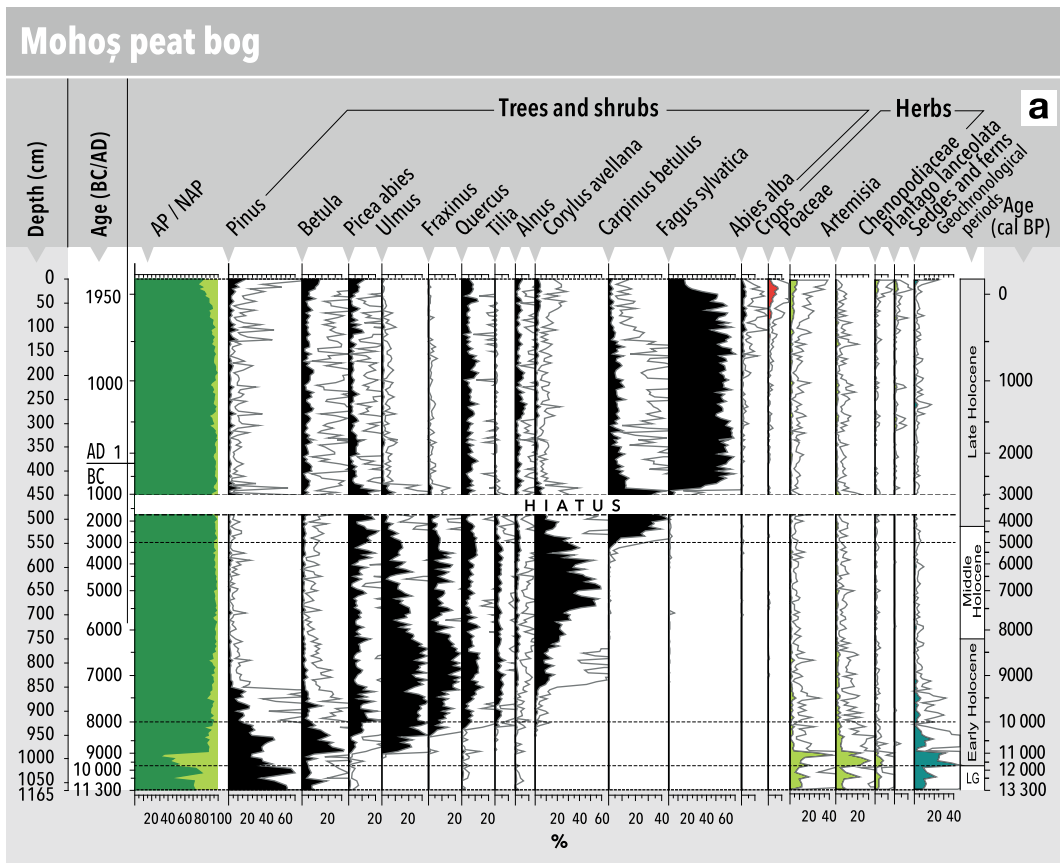 Mohoș peat bog
a
Trees and shrubs
Herbs
Depth (cm)
Age (BC/AD)
AP / NAP
Pinus
Betula
Picea abies
Ulmus
Fraxinus
Quercus
Tilia
Alnus
Corylus avellana
Carpinus betulus
Fagus sylvatica
Abies alba
Crops
Poaceae
Artemisia
Chenopodiaceae
Plantago lanceolata
Sedges and ferns
Geochronological
periods
Age
(cal BP)
0
50
100
150
200
250
300
350
400
450
500
550
600
650
700
750
800
850
900
950
1000
1050
1165
1950
1000
AD 1
BC
1000
2000
3000
4000
5000
6000
7000
8000
9000
10 000
11 300
HIATUS
Late Holocene
Middle
Holocene
Early Holocene
LG
0
1000
2000
3000
4000
5000
6000
7000
8000
9000
10 000
11 000
12 000
13 300
20 40 60 80 100
20 40 60
20
20
20
20
20
20 40 60
20 40
20 40 60 80
20 40
20
20 40
%